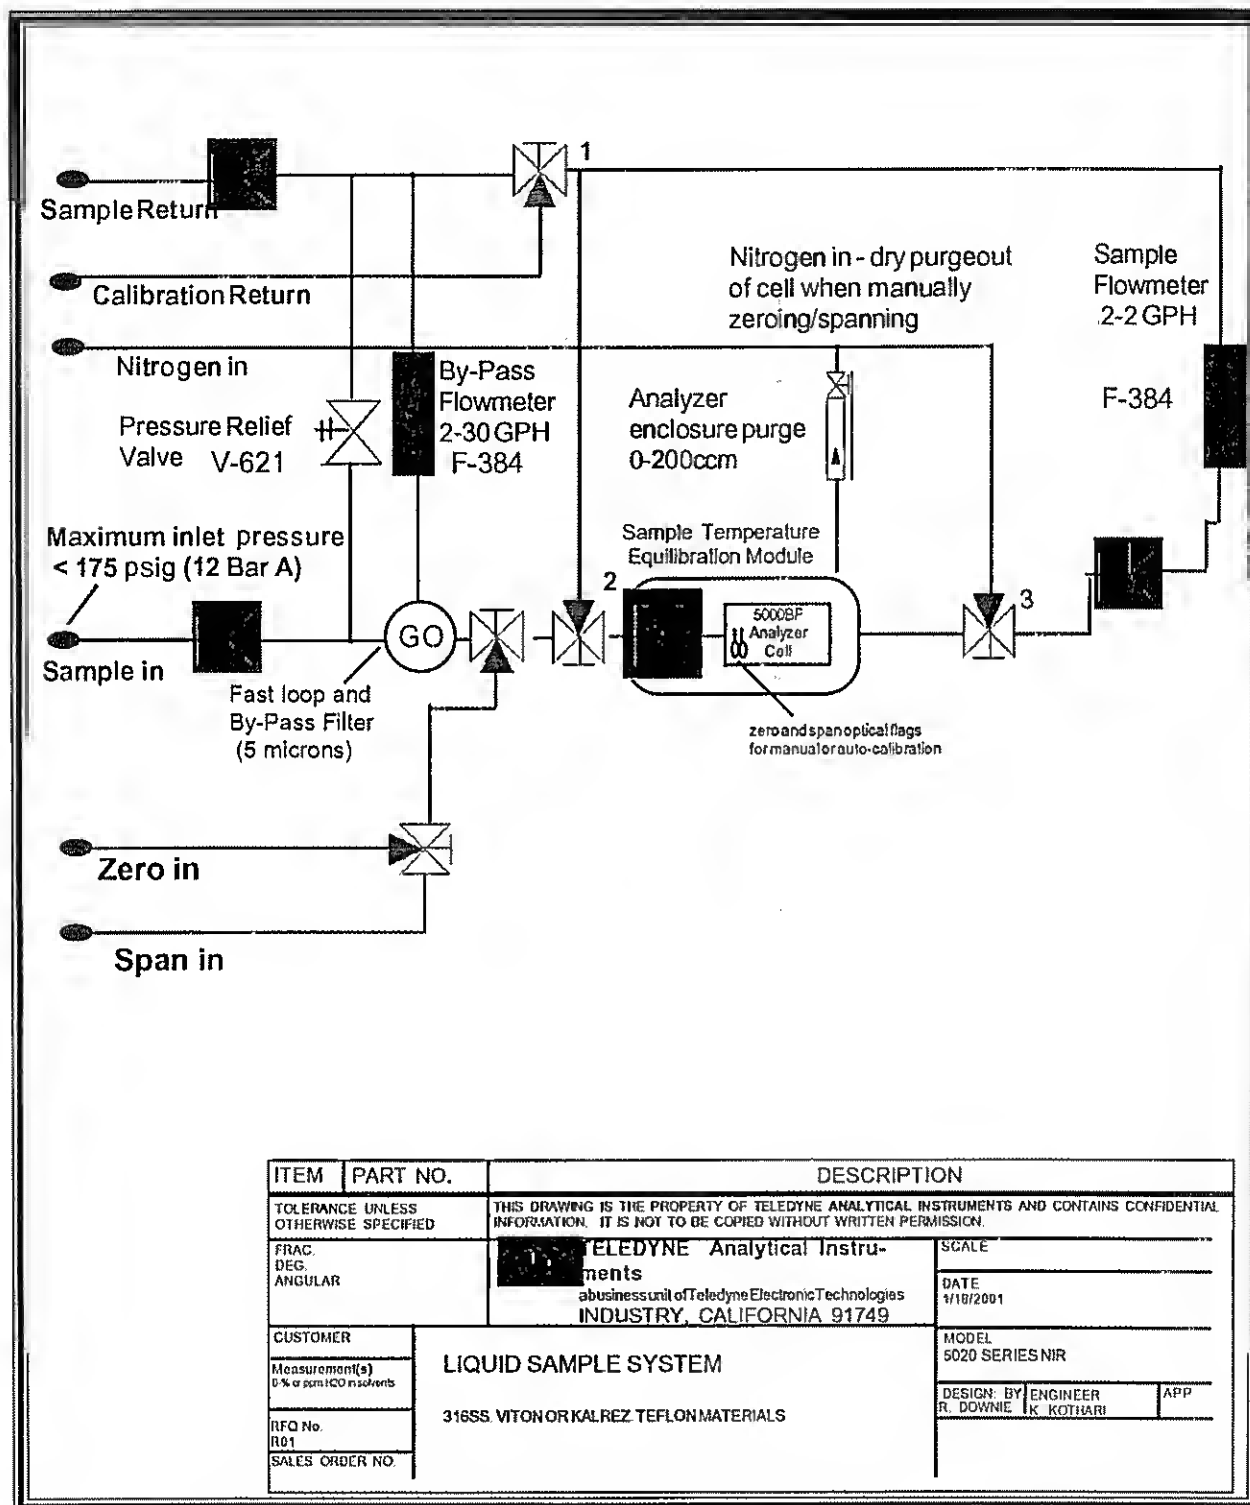 1
Sample Return
Calibration Return
Nitrogen in
Nitrogen in - dry purgeout
of cell when manually
zeroing/spanning
Sample
Flowmeter
.2-2 GPH
F-384
By-Pass
Flowmeter
2-30 GPH
F-384
Pressure Relief
Valve V-621
Analyzer
enclosure purge
0-200ccm
Maximum inlet pressure
< 175 psig (12 Bar A)
Sample Temperature
Equilibration Module
2
3
GO
5000BF
Analyzer
Cell
Sample in
Fast loop and
By-Pass Filter
(5 microns)
zero and span optical flags
for manual or auto-calibration
Zero in
Span in
ITEM PART NO. DESCRIPTION
TOLERANCE UNLESS
OTHERWISE SPECIFIED
THIS DRAWING IS THE PROPERTY OF TELEDYNE ANALYTICAL INSTRUMENTS AND CONTAINS CONFIDENTIAL
INFORMATION. IT IS NOT TO BE COPIED WITHOUT WRITTEN PERMISSION.
FRAC.
DEG.
ANGULAR
TELEDYNE Analytical Instru-
ments
a business unit of Teledyne Electronic Technologies
INDUSTRY, CALIFORNIA 91749
SCALE
DATE
1/18/2001
CUSTOMER
Measurement(s)
0-% or ppm H2O in solvents
RFQ No.
R01
SALES ORDER NO.
LIQUID SAMPLE SYSTEM
316SS. VITON OR KALREZ TEFLON MATERIALS
MODEL
5020 SERIES NIR
DESIGN: BY
R. DOWNIE
ENGINEER
K KOTHARI
APP